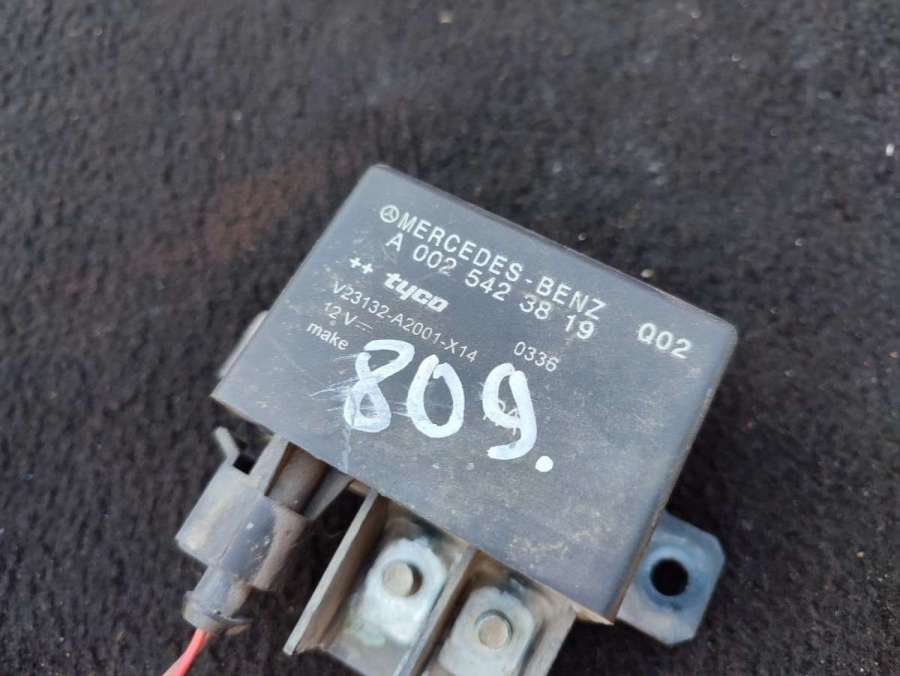 MERCEDES-BENZ
A 002 542 38 19 Q02
++ tyco
V23132-A2001-X14 0336
12 V
make
809.